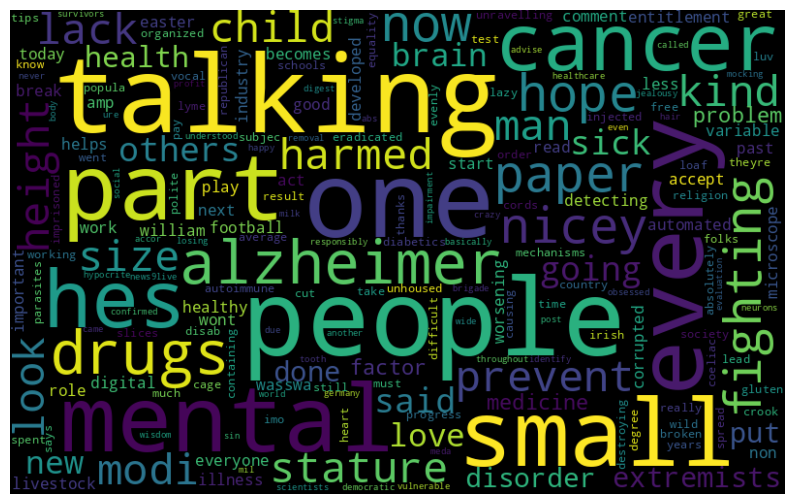 tips survivors organized
lack easter
child now
comment entitlement
unravelling stigma great
cancer
today health becomes
talking
republican vocal industry schools equality
brain developed test advise called
know never
less luv
mocking
healthcare
hope kind
break popula amp
lyme profit digest good
evenly lazy
jealousy
free problem
body ure understood subjec abs eradicated
man injected hair even
variable
height others helps went
pay removal happy
sick read order
theyre past
harmed start
loaf
every
imprisoned
part one paper
social polite play act
result milk thanks crazy impairment
detecting accept religion
cords automated
work william next football
nicey
fighting
microscope
important working accor losing
size responsibly basically
average diabetics
mechanisms folks
alzheimer going
absolutely society evaluation neurons
parasites hypocrite news9live
hes people
autoimmune unhoused
cut take
worsening causing
country time post
obsessed
brigade
look healthy wont
confirmed came
slices due another
difficult wide irish
corrupted
coeliac
drugs disab containing
done factor prevent
must lead
tooth
throughout identify
gluten
role digital cage wasswa still
much world germany
medicine
crook
spent says wisdom
mental said small
imo progress
really wild
degree destroying broken spread put
years
new modi everyone sin heart love
non
livestock illness mil stature
meda scientists democratic vulnerable
disorder extremists